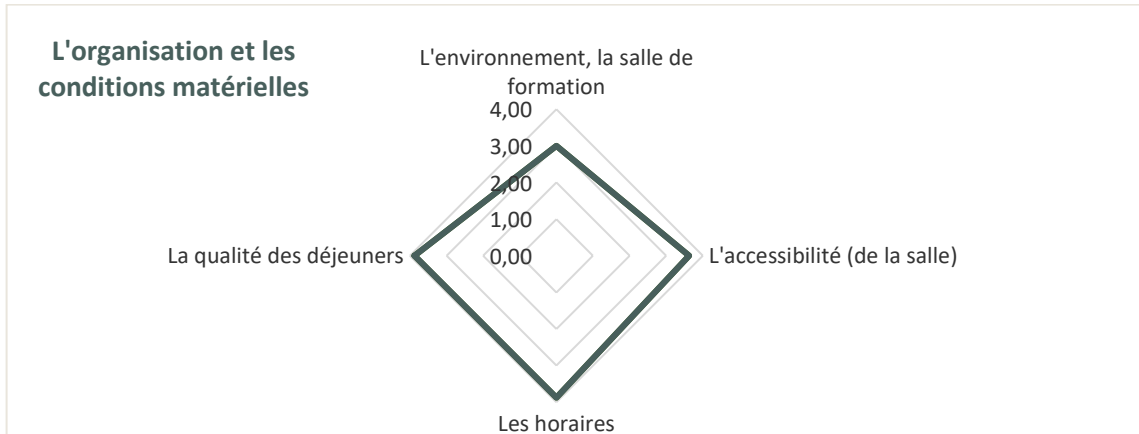 L'organisation et les
conditions matérielles
L'environnement, la salle de
formation
4,00
3,00
2,00
1,00
0,00
La qualité des déjeuners
L'accessibilité (de la salle)
Les horaires